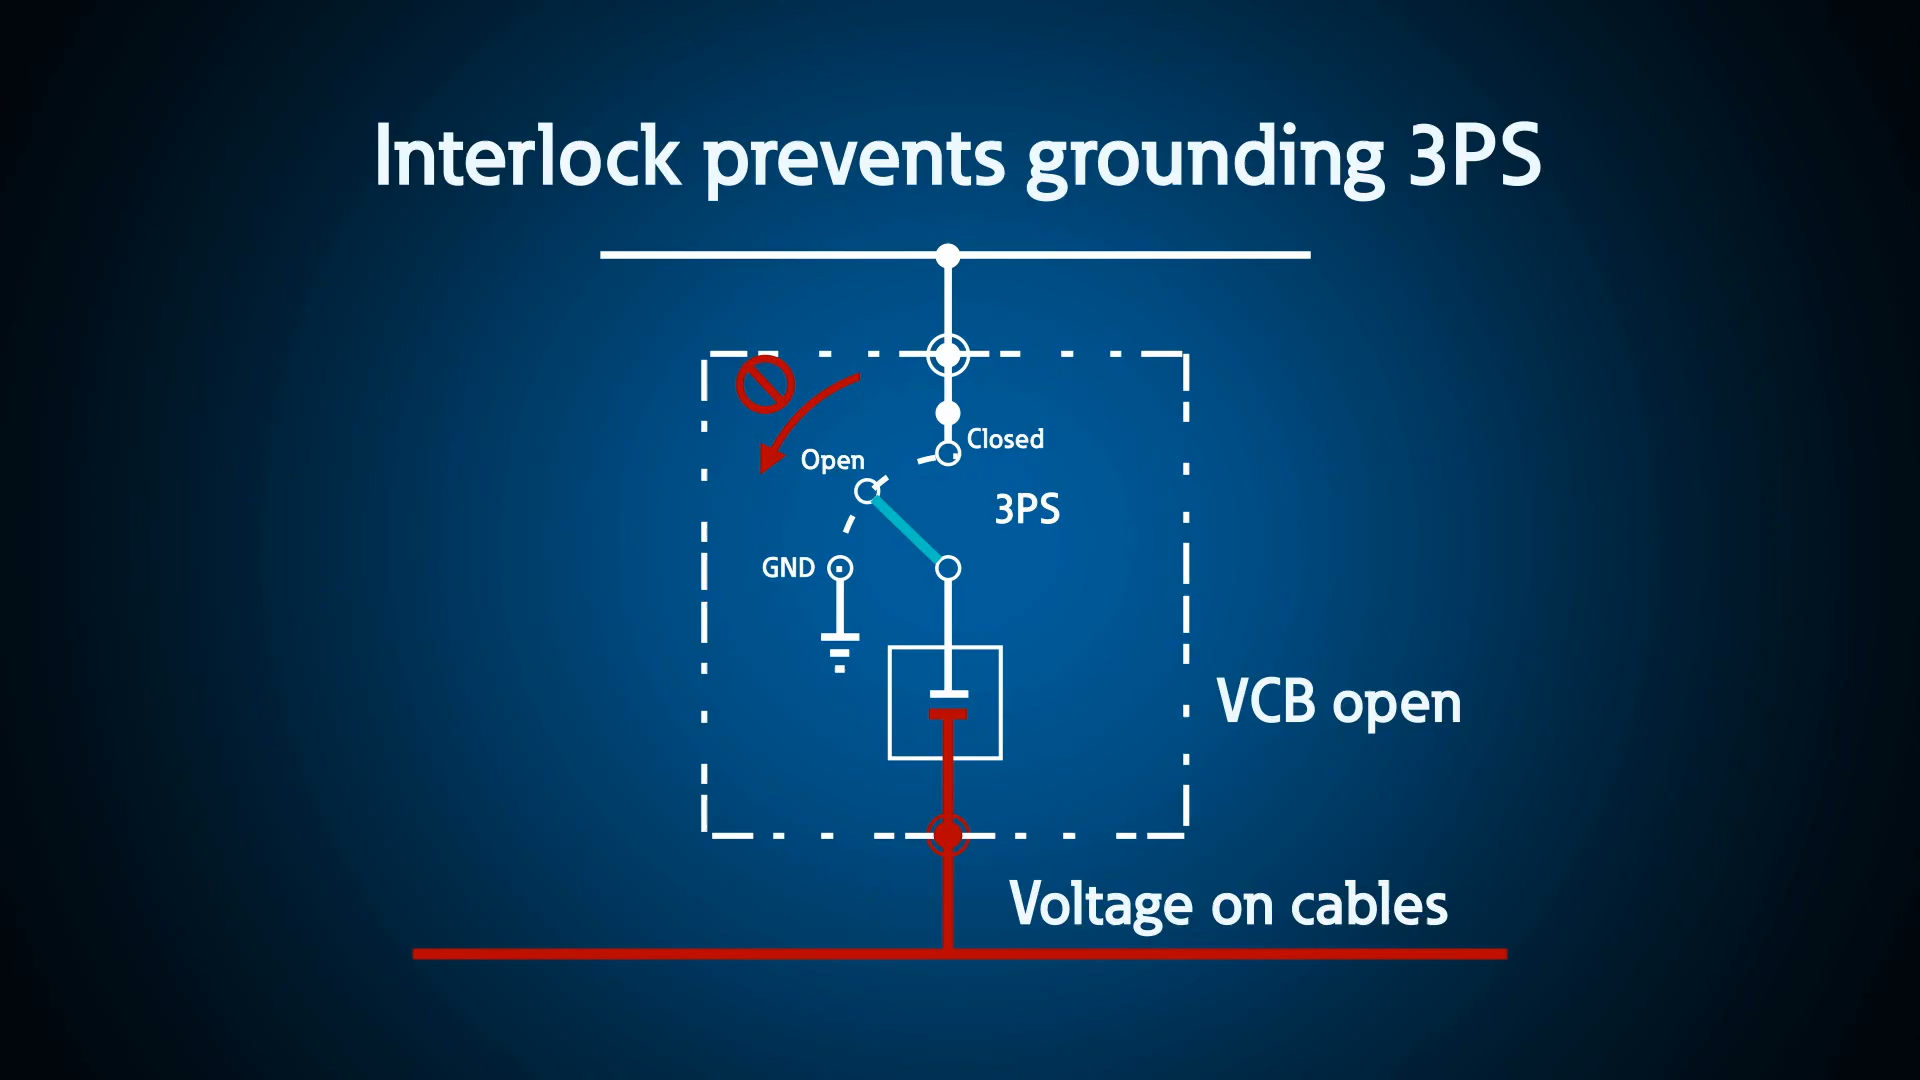 Interlock prevents grounding 3PS
Closed
Open
3PS
GND
VCB open
Voltage on cables